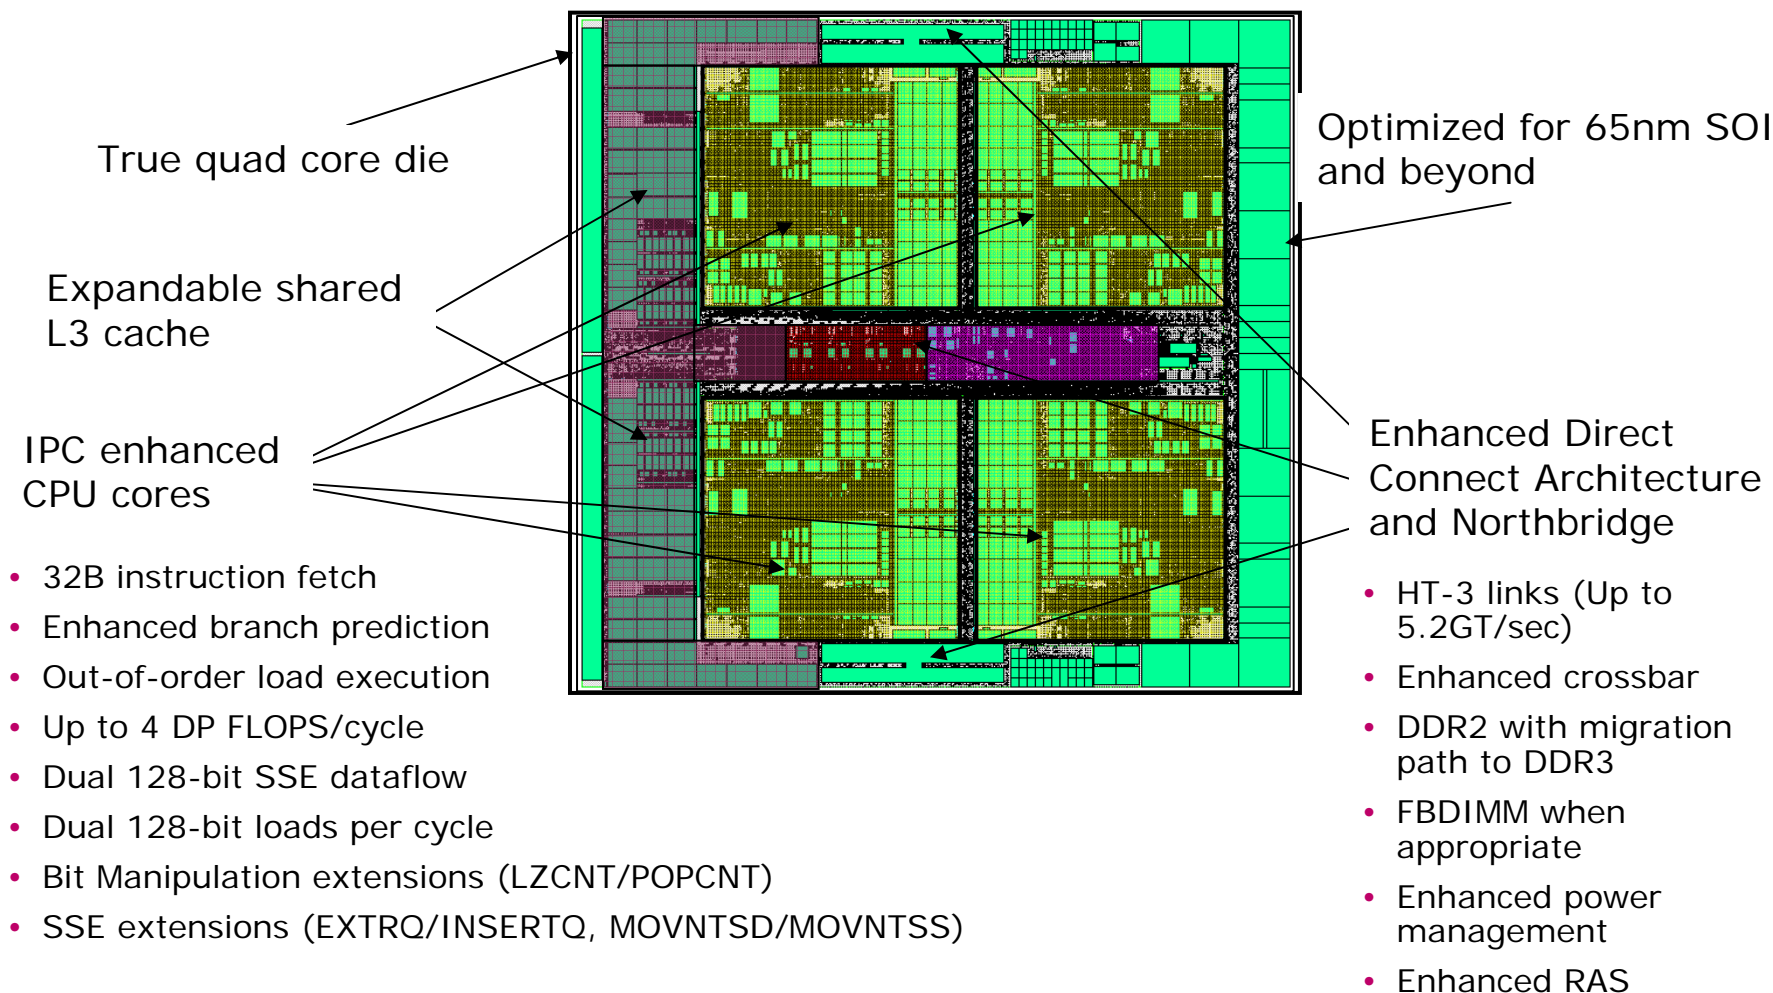 True quad core die
Expandable shared
L3 cache
IPC enhanced
CPU cores
• 32B instruction fetch
• Enhanced branch prediction
• Out-of-order load execution
• Up to 4 DP FLOPS/cycle
• Dual 128-bit SSE dataflow
• Dual 128-bit loads per cycle
• Bit Manipulation extensions (LZCNT/POPCNT)
• SSE extensions (EXTRQ/INSERTQ, MOVNTSD/MOVNTSS)
Optimized for 65nm SOI
and beyond
Enhanced Direct
Connect Architecture
and Northbridge
• HT-3 links (Up to
5.2GT/sec)
• Enhanced crossbar
• DDR2 with migration
path to DDR3
• FBDIMM when
appropriate
• Enhanced power
management
• Enhanced RAS